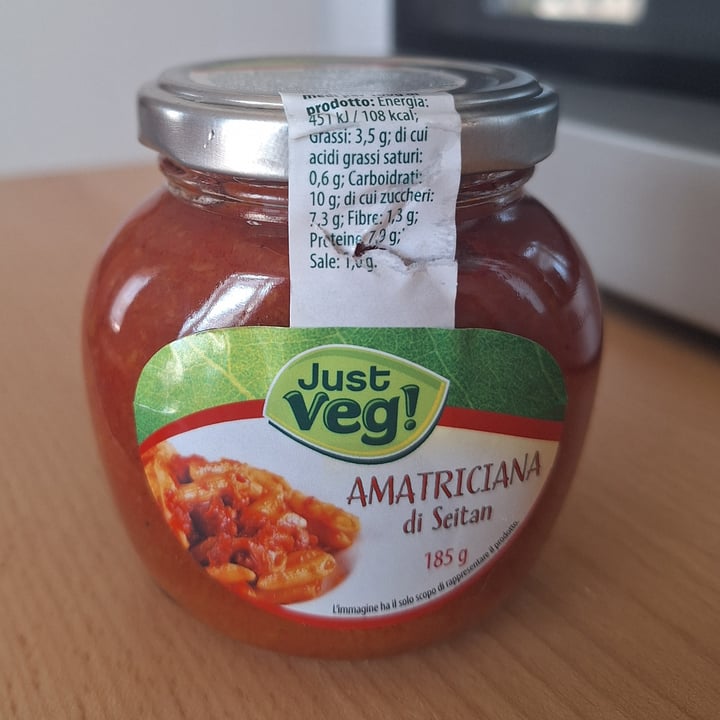 prodotto: Energia:
451 kJ / 108 kcal;
Grassi: 3,5 g; di cui
acidi grassi saturi:
0,6 g; Carboidrati:
10 g; di cui zuccheri:
7,3 g; Fibre: 1,3 g;
Proteine 7,9 g;
Sale: 1, g.
Just
Veg!
AMATRICIANA
di Seitan
185 g
L'immagine ha il solo scopo di rappresentare il prodotto.